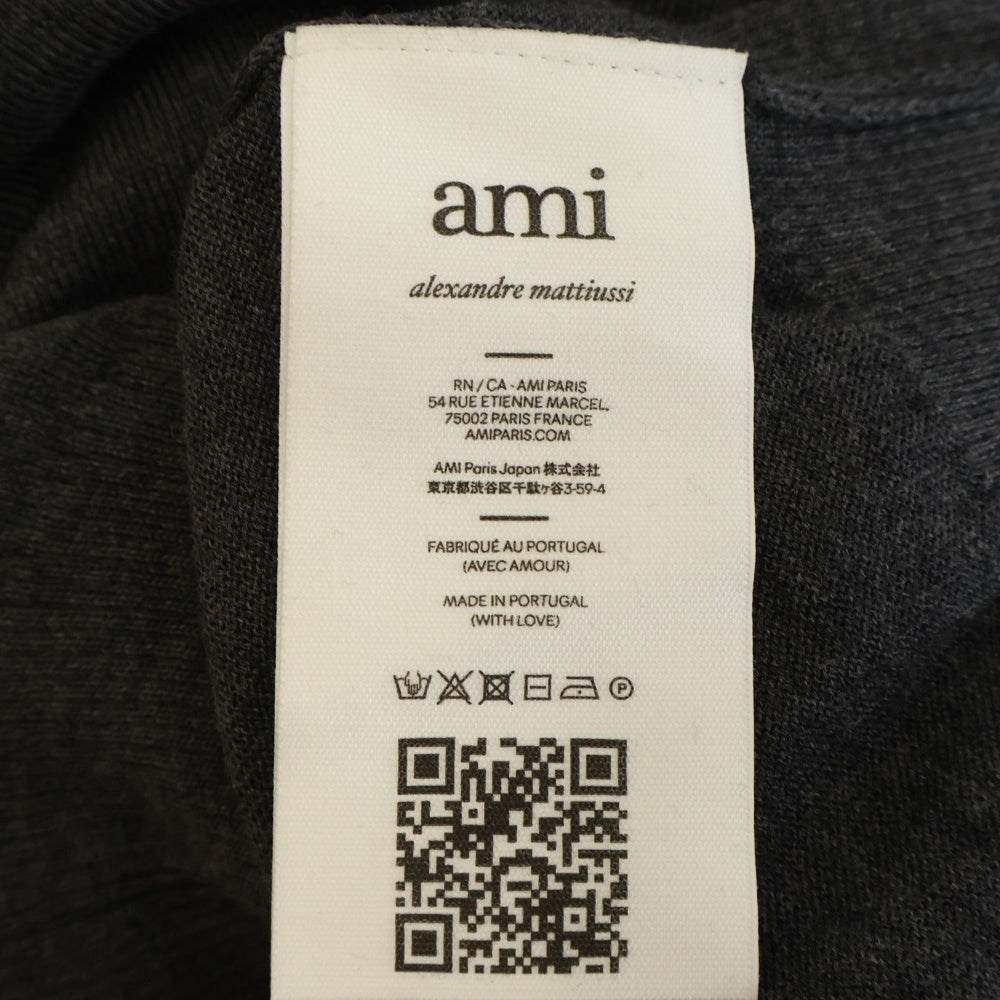 ami
alexandre mattiussi
RN / CA - AMI PARIS
54 RUE ETIENNE MARCEL,
75002 PARIS FRANCE
AMIPARIS.COM
AMI Paris Japan 株式会社
東京都渋谷区千駄ヶ谷3-59-4
FABRIQUÉ AU PORTUGAL
(AVEC AMOUR)
MADE IN PORTUGAL
(WITH LOVE)
P